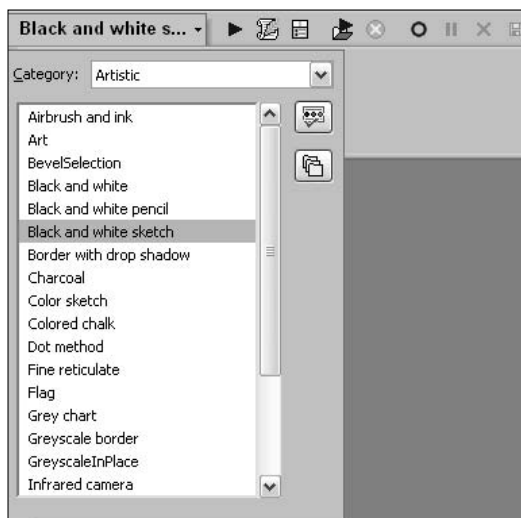 Black and white s...
Category: Artistic
Airbrush and ink
Art
BevelSelection
Black and white
Black and white pencil
Black and white sketch
Border with drop shadow
Charcoal
Color sketch
Colored chalk
Dot method
Fine reticulate
Flag
Grey chart
Greyscale border
GreyscaleInPlace
Infrared camera